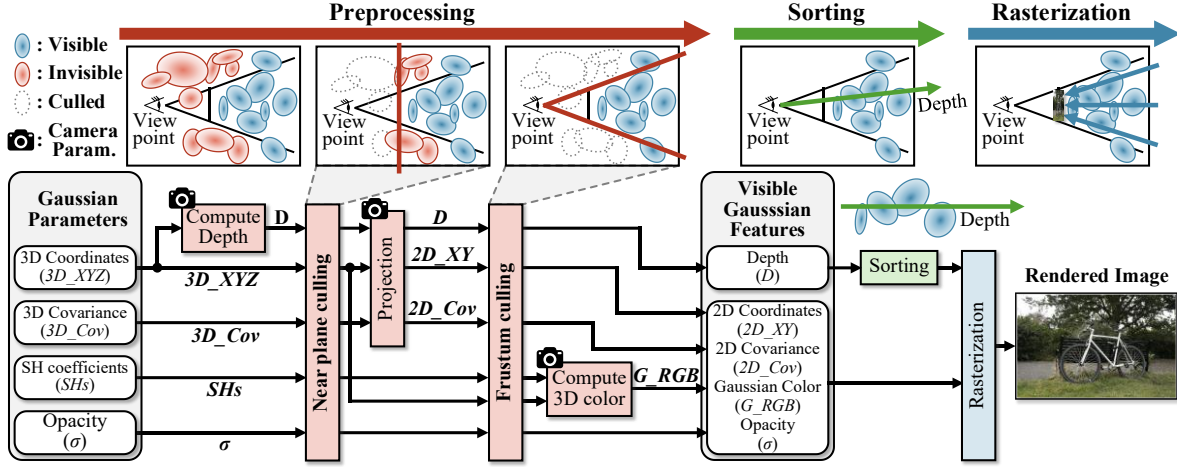 Preprocessing
Sorting
Rasterization
: Visible
: Invisible
: Culled
: Camera
Param.
View
point
View
point
View
point
View
point
Depth
View
point
Gaussian
Parameters
3D Coordinates
(3D_XYZ)
3D Covariance
(3D_Cov)
SH coefficients
(SHs)
Opacity
(σ)
Compute
Depth
D
3D_XYZ
3D_Cov
SHs
σ
Near plane culling
Projection
D
2D_XY
2D_Cov
Frustum culling
Compute
3D color
G_RGB
Visible
Gausssian
Features
Depth
(D)
2D Coordinates
(2D_XY)
2D Covariance
(2D_Cov)
Gaussian Color
(G_RGB)
Opacity
(σ)
Depth
Sorting
Rasterization
Rendered Image